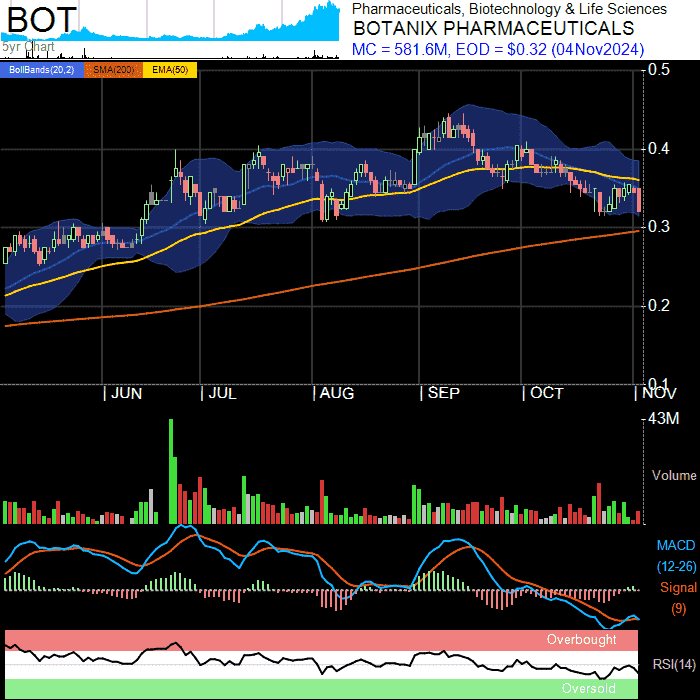 BOT
5yr Chart
Pharmaceuticals, Biotechnology & Life Sciences
BOTANIX PHARMACEUTICALS
MC = 581.6M, EOD = $0.32 (04Nov2024)
BollBands(20,2) SMA(200) EMA(50)
0.5
0.4
0.3
0.2
0.1
JUN JUL AUG SEP OCT NOV
43M
Volume
MACD
(12-26)
Signal
(9)
Overbought
RSI(14)
Oversold